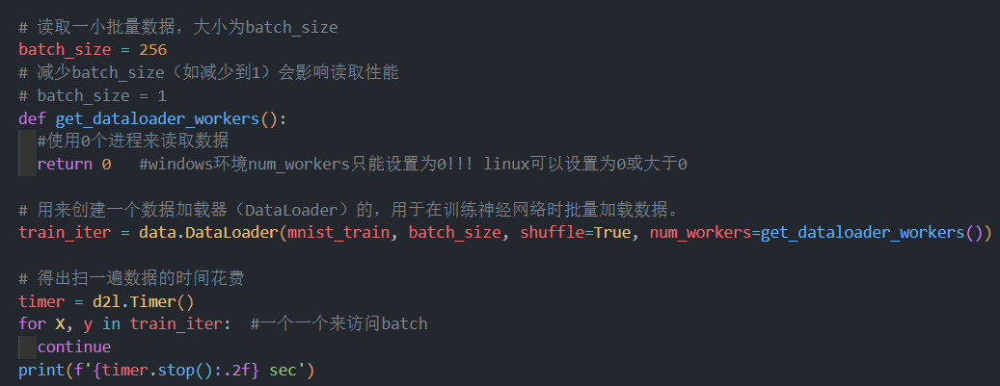 # 读取一小批量数据，大小为batch_size
batch_size = 256
# 减少batch_size（如减少到1）会影响读取性能
# batch_size = 1
def get_dataloader_workers():
  #使用0个进程来读取数据
  return 0   #windows环境num_workers只能设置为0!!! linux可以设置为0或大于0

# 用来创建一个数据加载器（DataLoader）的，用于在训练神经网络时批量加载数据。
train_iter = data.DataLoader(mnist_train, batch_size, shuffle=True, num_workers=get_dataloader_workers())

# 得出扫一遍数据的时间花费
timer = d2l.Timer()
for X, y in train_iter:  #一个一个来访问batch
  continue
print(f'{timer.stop():.2f} sec')